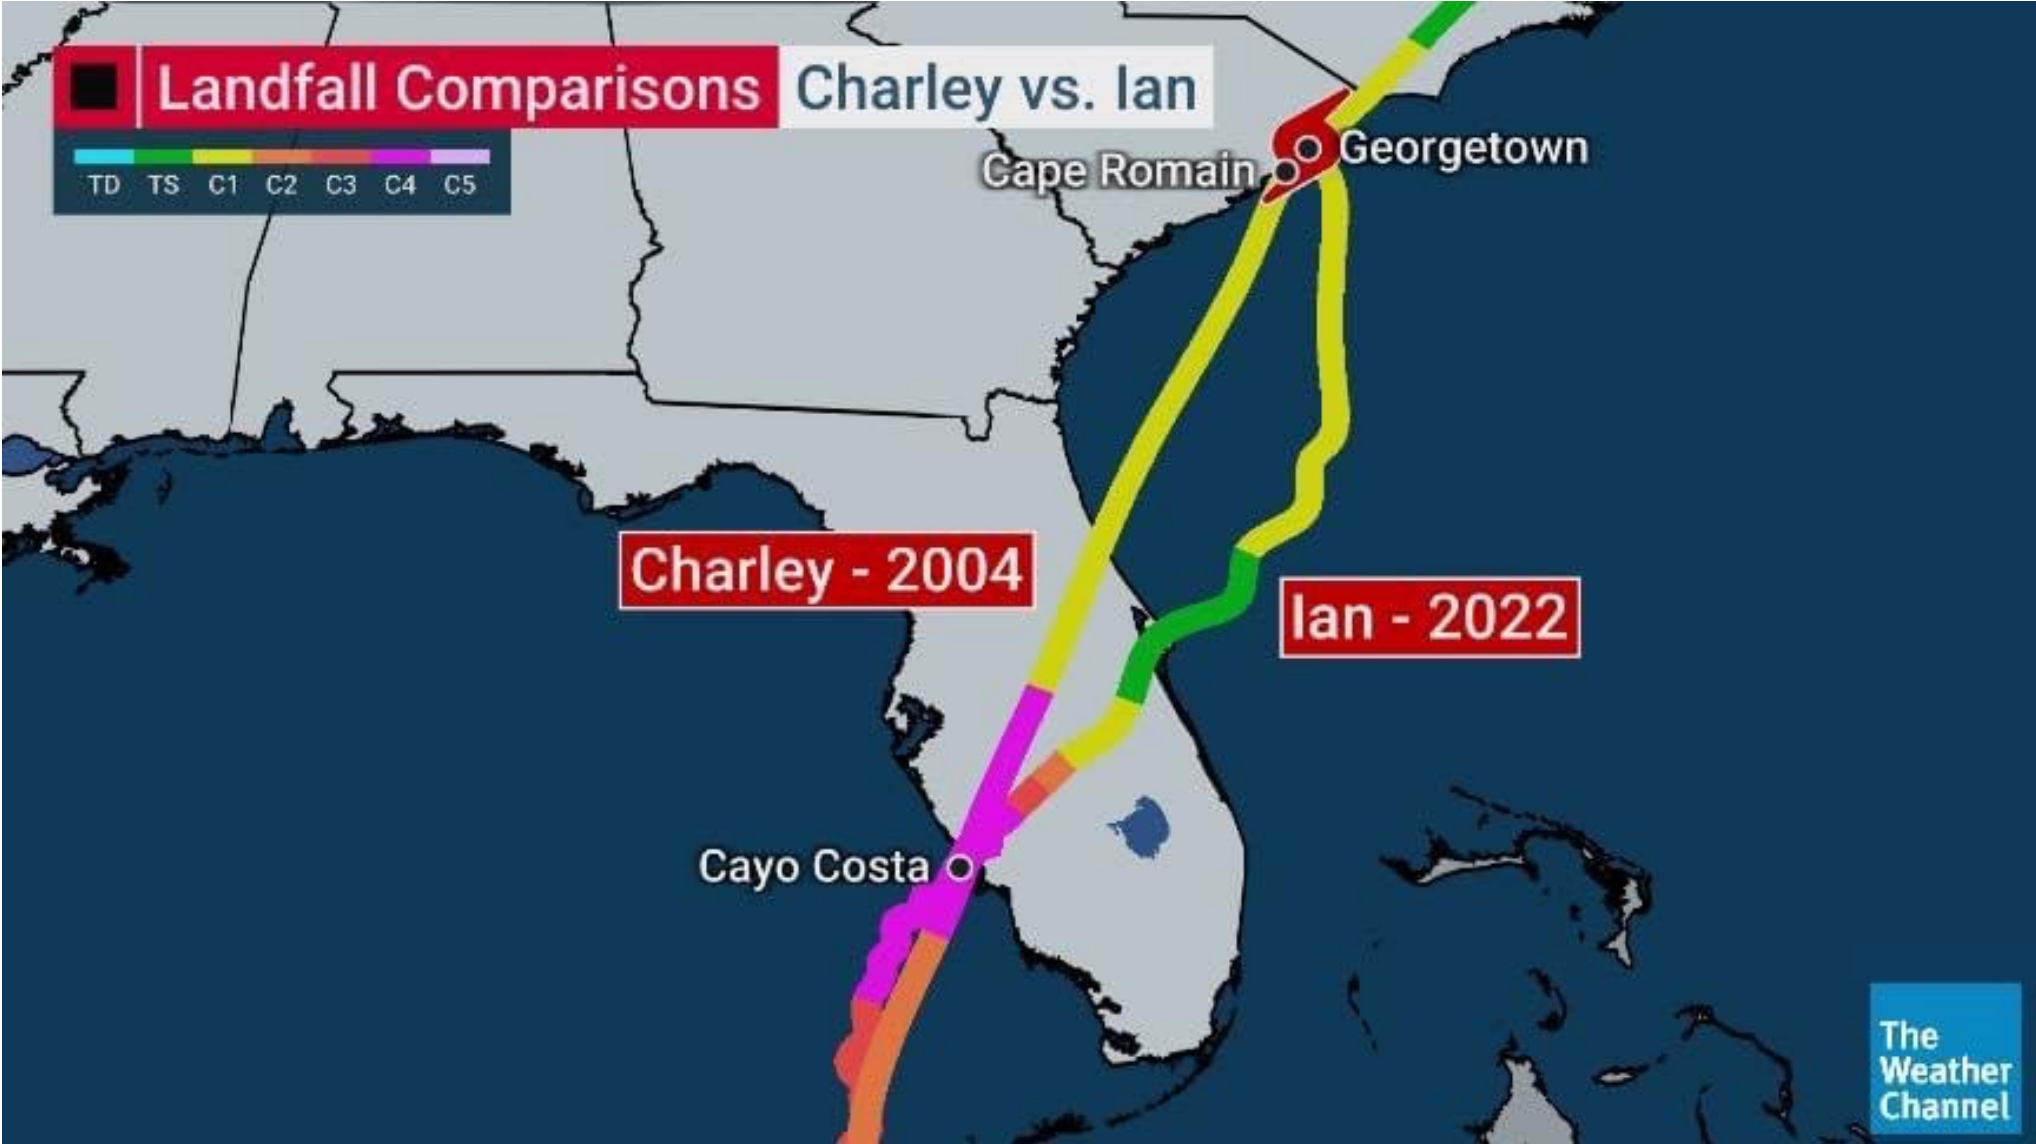 Landfall Comparisons Charley vs. Ian
TD TS C1 C2 C3 C4 C5
Georgetown
Cape Romain
Charley - 2004
Ian - 2022
Cayo Costa
The
Weather
Channel